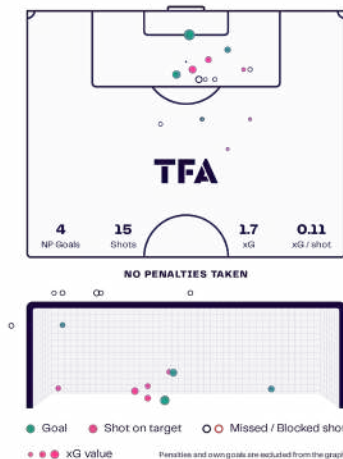 TFA
4 15 1.7 0.11
NP Goals Shots xG xG / shot
NO PENALTIES TAKEN
Goal Shot on target Missed / Blocked shot
xG value Penalties and own goals are excluded from the graph